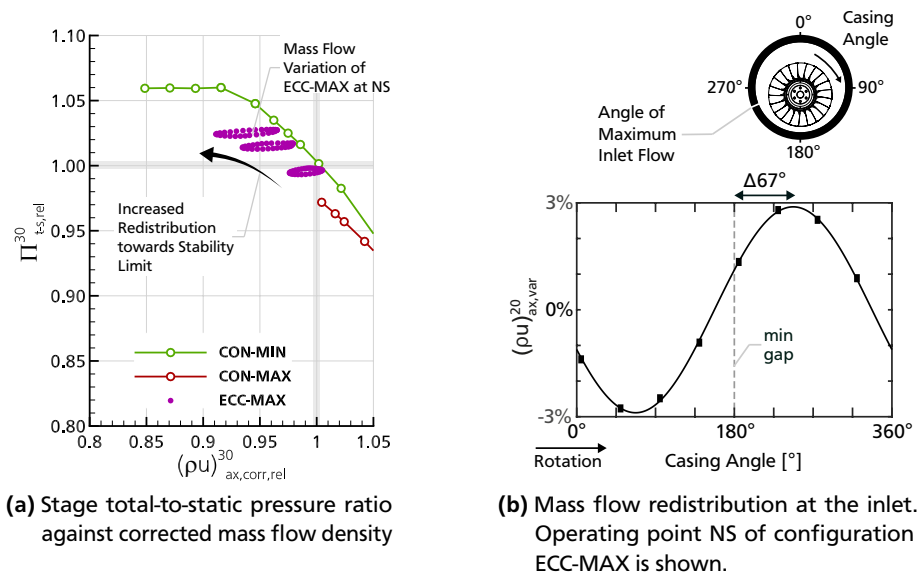 1.10
1.05
1.00
0.95
0.90
0.85
0.80
Π30t-s,rel
Mass Flow
Variation of
ECC-MAX at NS
Increased
Redistribution
towards Stability
Limit
CON-MIN
CON-MAX
ECC-MAX
0.8 0.85 0.9 0.95 1 1.05
(ρu)30ax,corr,rel
(a) Stage total-to-static pressure ratio
against corrected mass flow density
0°
Casing
Angle
270°
90°
Angle of
Maximum
Inlet Flow
180°
Δ67°
3%
0%
-3%
(ρu)20ax,var
min
gap
0° 180° 360°
Rotation
Casing Angle [°]
(b) Mass flow redistribution at the inlet.
Operating point NS of configuration
ECC-MAX is shown.